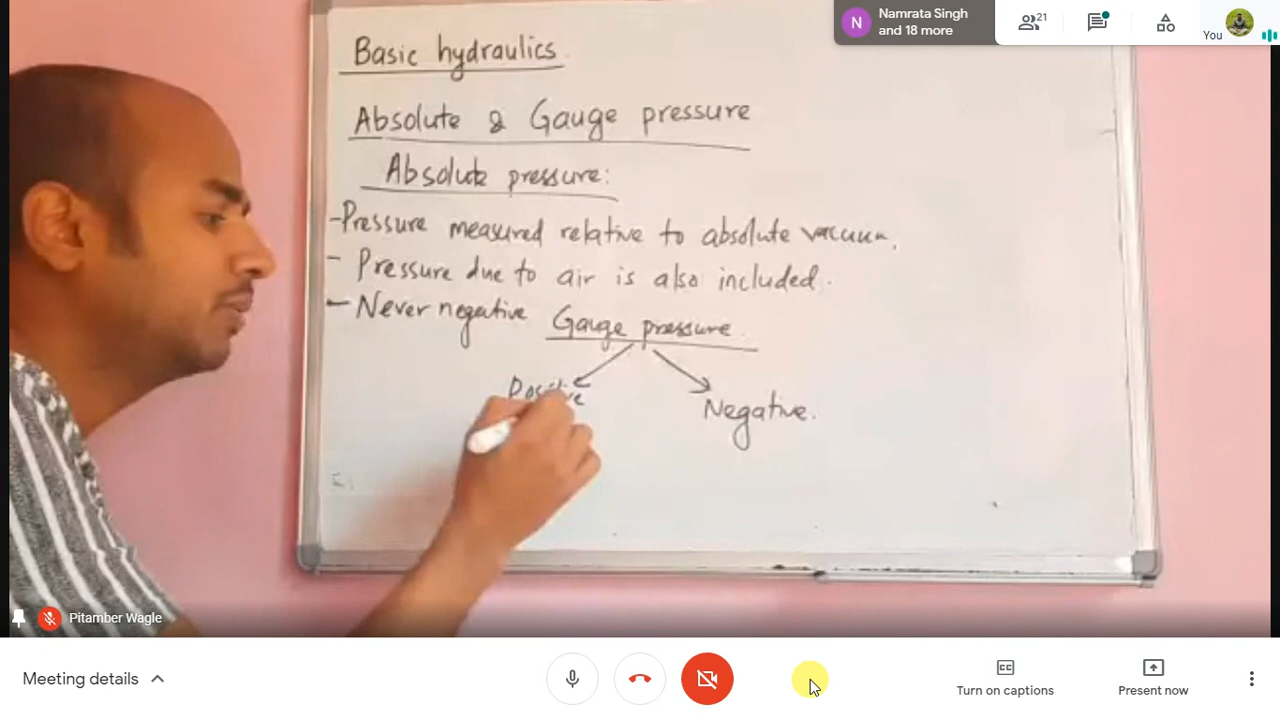 Namrata Singh
and 18 more
N
21
You
Basic hydraulics.
Absolute & Gauge pressure
Absolute pressure:
- Pressure measured relative to absolute vacuum.
- Pressure due to air is also included.
- Never negative
Gauge pressure.
Positive
Negative.
Pitamber Wagle
Meeting details
CC
Turn on captions
Present now